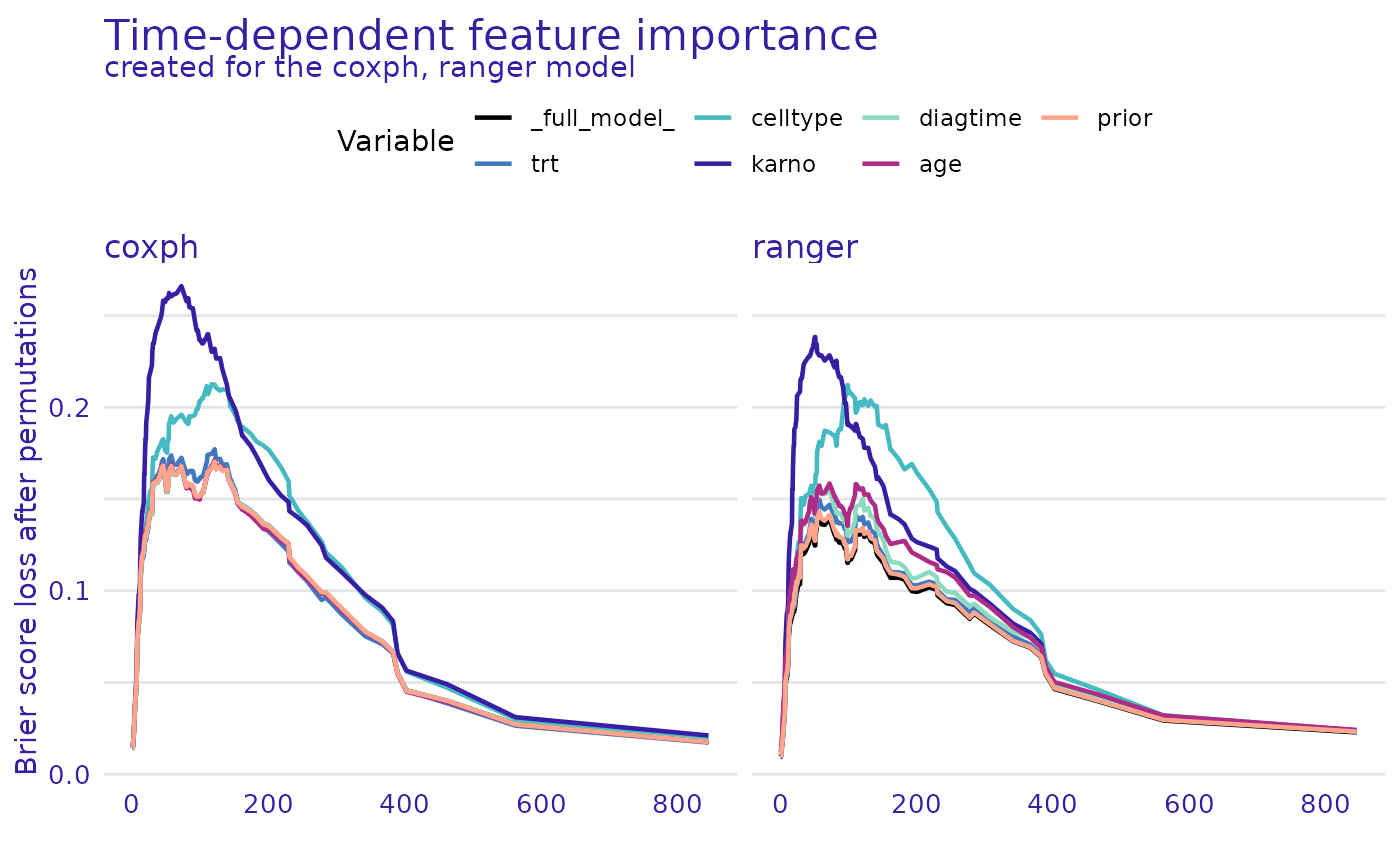 Time-dependent feature importance
created for the coxph, ranger model
Variable
_full_model_ celltype diagtime prior
trt karno age
coxph ranger
Brier score loss after permutations
0.2
0.1
0.0
0 200 400 600 800 0 200 400 600 800